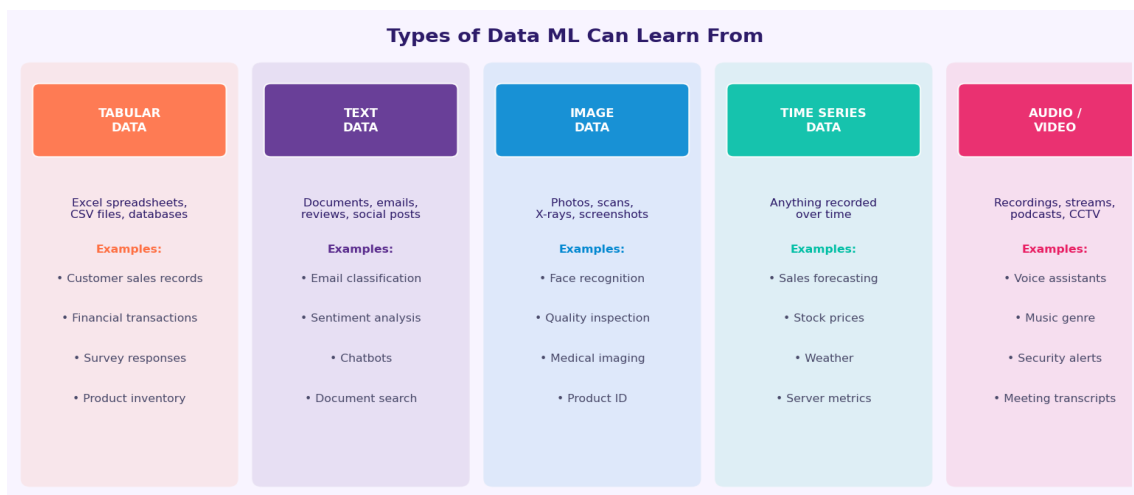 Types of Data ML Can Learn From
TABULAR
DATA
Excel spreadsheets,
CSV files, databases
Examples:
• Customer sales records
• Financial transactions
• Survey responses
• Product inventory
TEXT
DATA
Documents, emails,
reviews, social posts
Examples:
• Email classification
• Sentiment analysis
• Chatbots
• Document search
IMAGE
DATA
Photos, scans,
X-rays, screenshots
Examples:
• Face recognition
• Quality inspection
• Medical imaging
• Product ID
TIME SERIES
DATA
Anything recorded
over time
Examples:
• Sales forecasting
• Stock prices
• Weather
• Server metrics
AUDIO /
VIDEO
Recordings, streams,
podcasts, CCTV
Examples:
• Voice assistants
• Music genre
• Security alerts
• Meeting transcripts